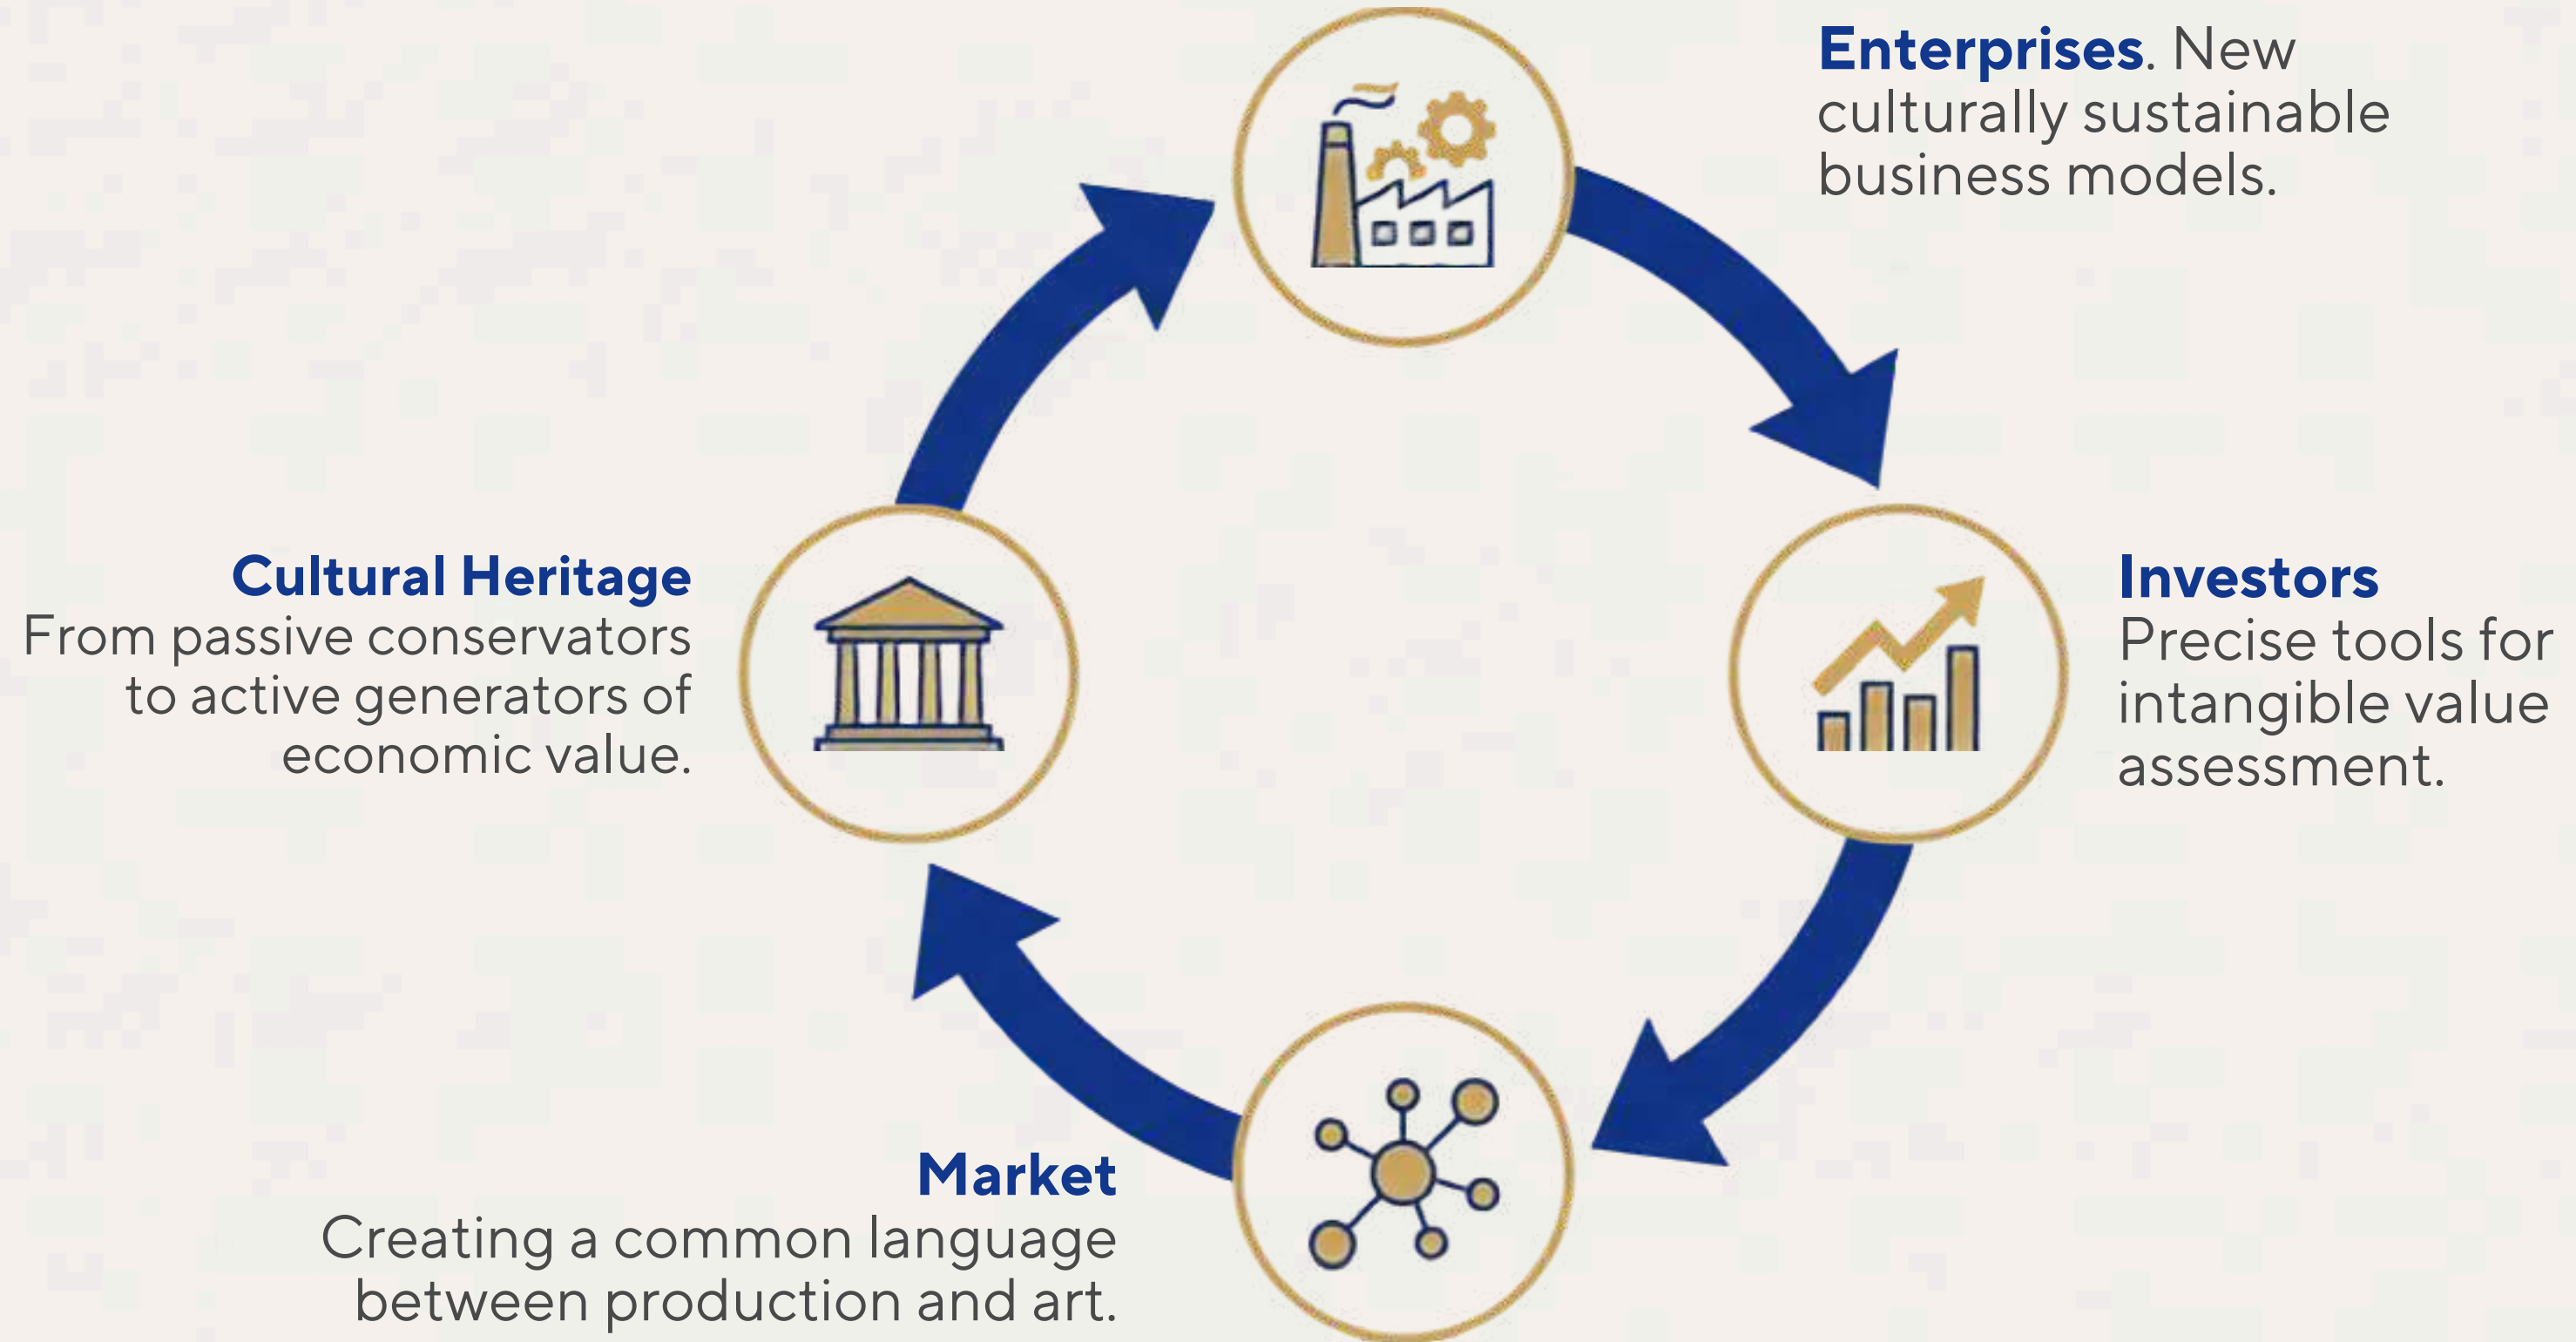 Enterprises. New
culturally sustainable
business models.
Cultural Heritage
From passive conservators
to active generators of
economic value.
Investors
Precise tools for
intangible value
assessment.
Market
Creating a common language
between production and art.